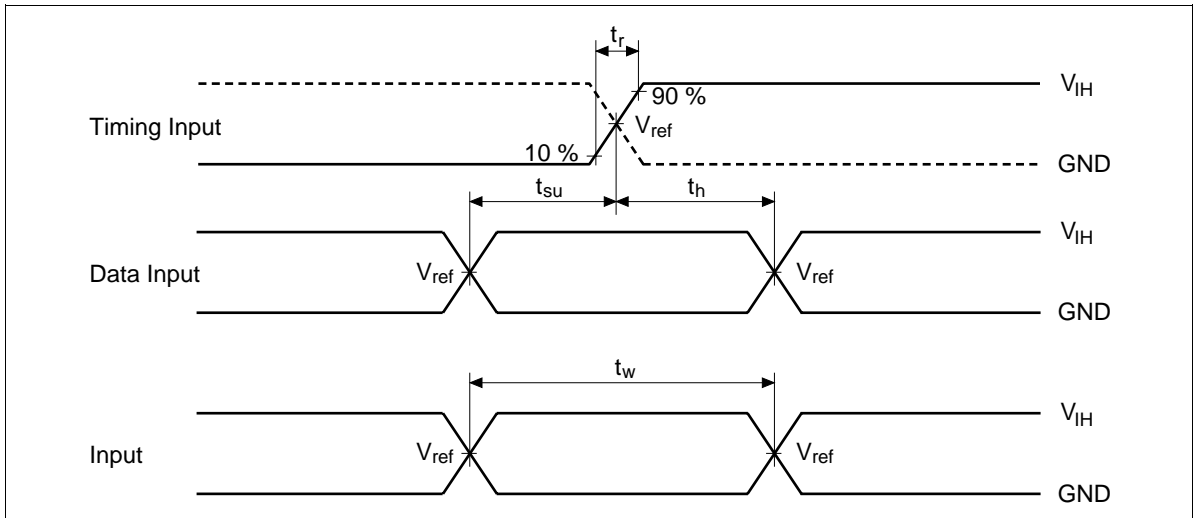 tr
VIH
90 %
Timing Input
Vref
10 %
GND
tsu
th
VIH
Data Input
Vref
Vref
GND
tw
VIH
Input
Vref
Vref
GND